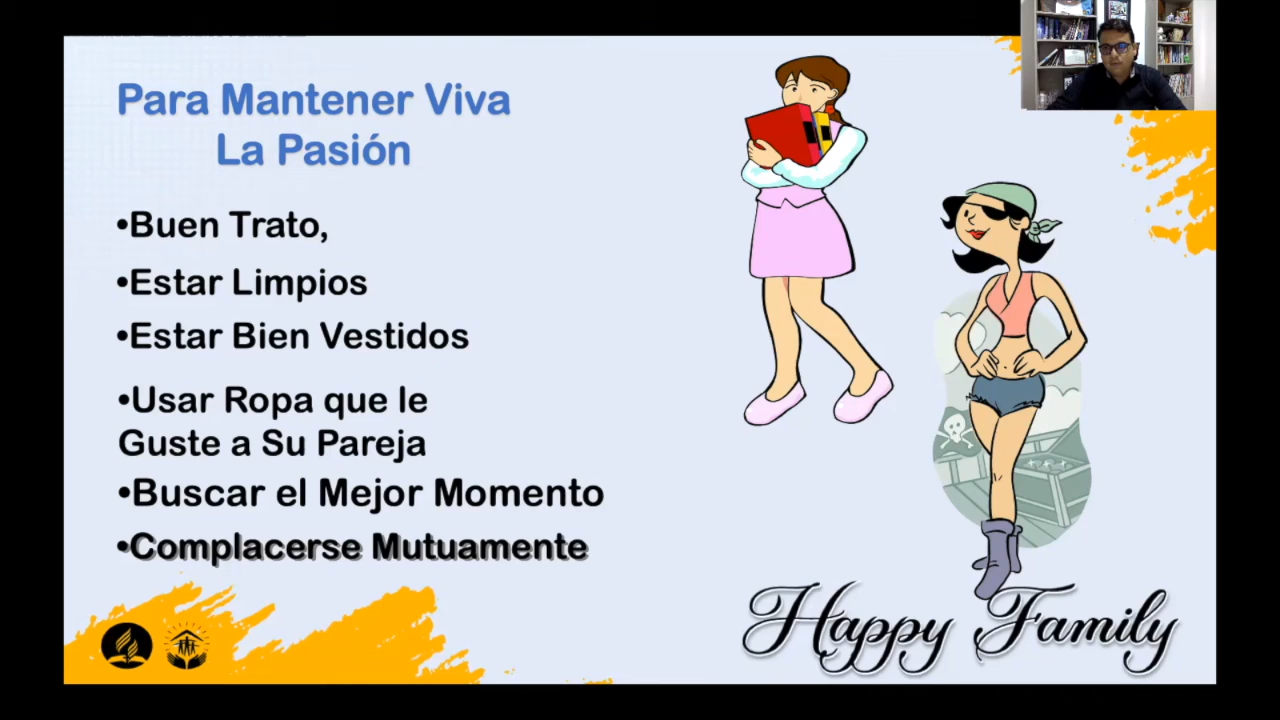 Para Mantener Viva
La Pasión
•Buen Trato,
•Estar Limpios
•Estar Bien Vestidos
•Usar Ropa que le
Guste a Su Pareja
•Buscar el Mejor Momento
•Complacerse Mutuamente
Happy Family